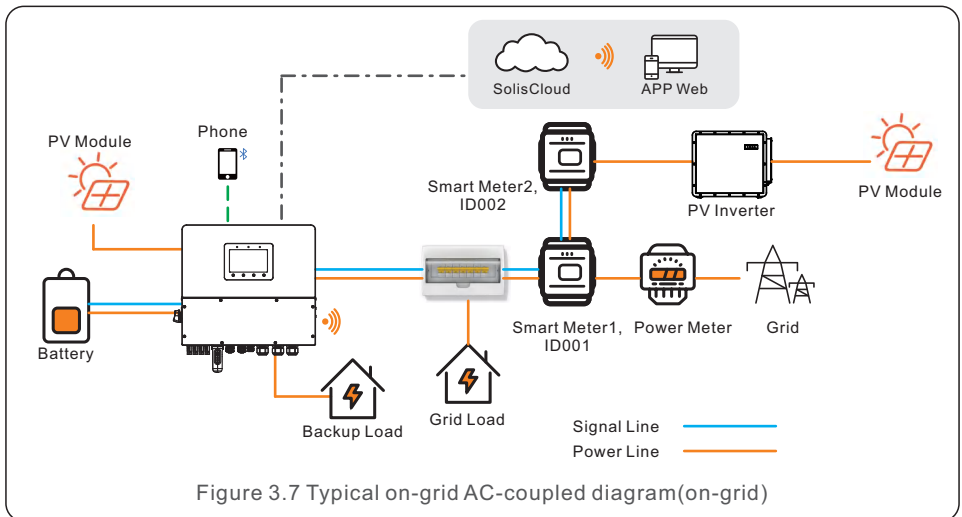 SolisCloud
APP Web
Phone
PV Module
Smart Meter2,
ID002
PV Inverter
PV Module
Battery
Smart Meter1,
ID001
Power Meter
Grid
Backup Load
Grid Load
Signal Line
Power Line
Figure 3.7 Typical on-grid AC-coupled diagram(on-grid)